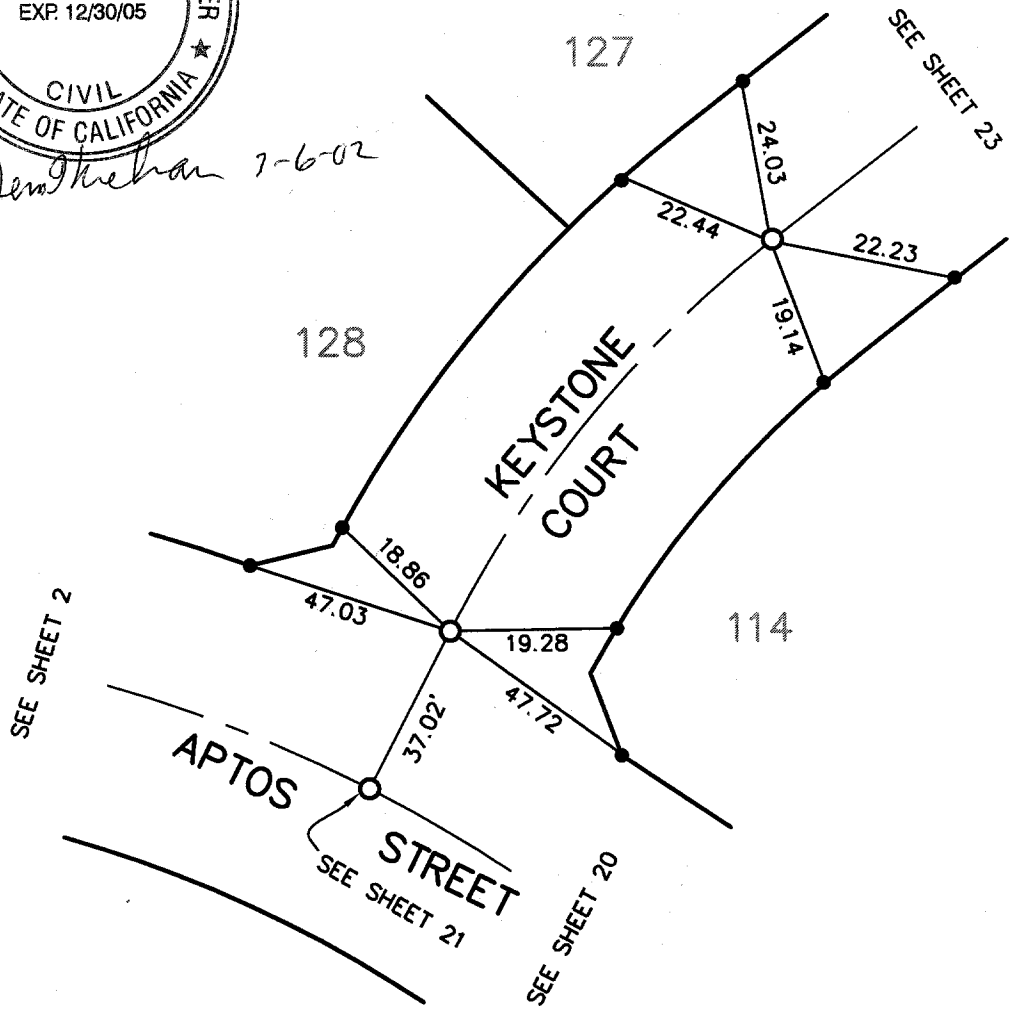 EXP. 12/30/05
CIVIL
ATE OF CALIFORNIA ★
ER
7-6-02
127
SEE SHEET 23
24.03
22.44
22.23
19.14
128
KEYSTONE
COURT
18.86
47.03
19.28
47.72
114
SEE SHEET 2
37.02'
APTOS
STREET
SEE SHEET 21
SEE SHEET 20